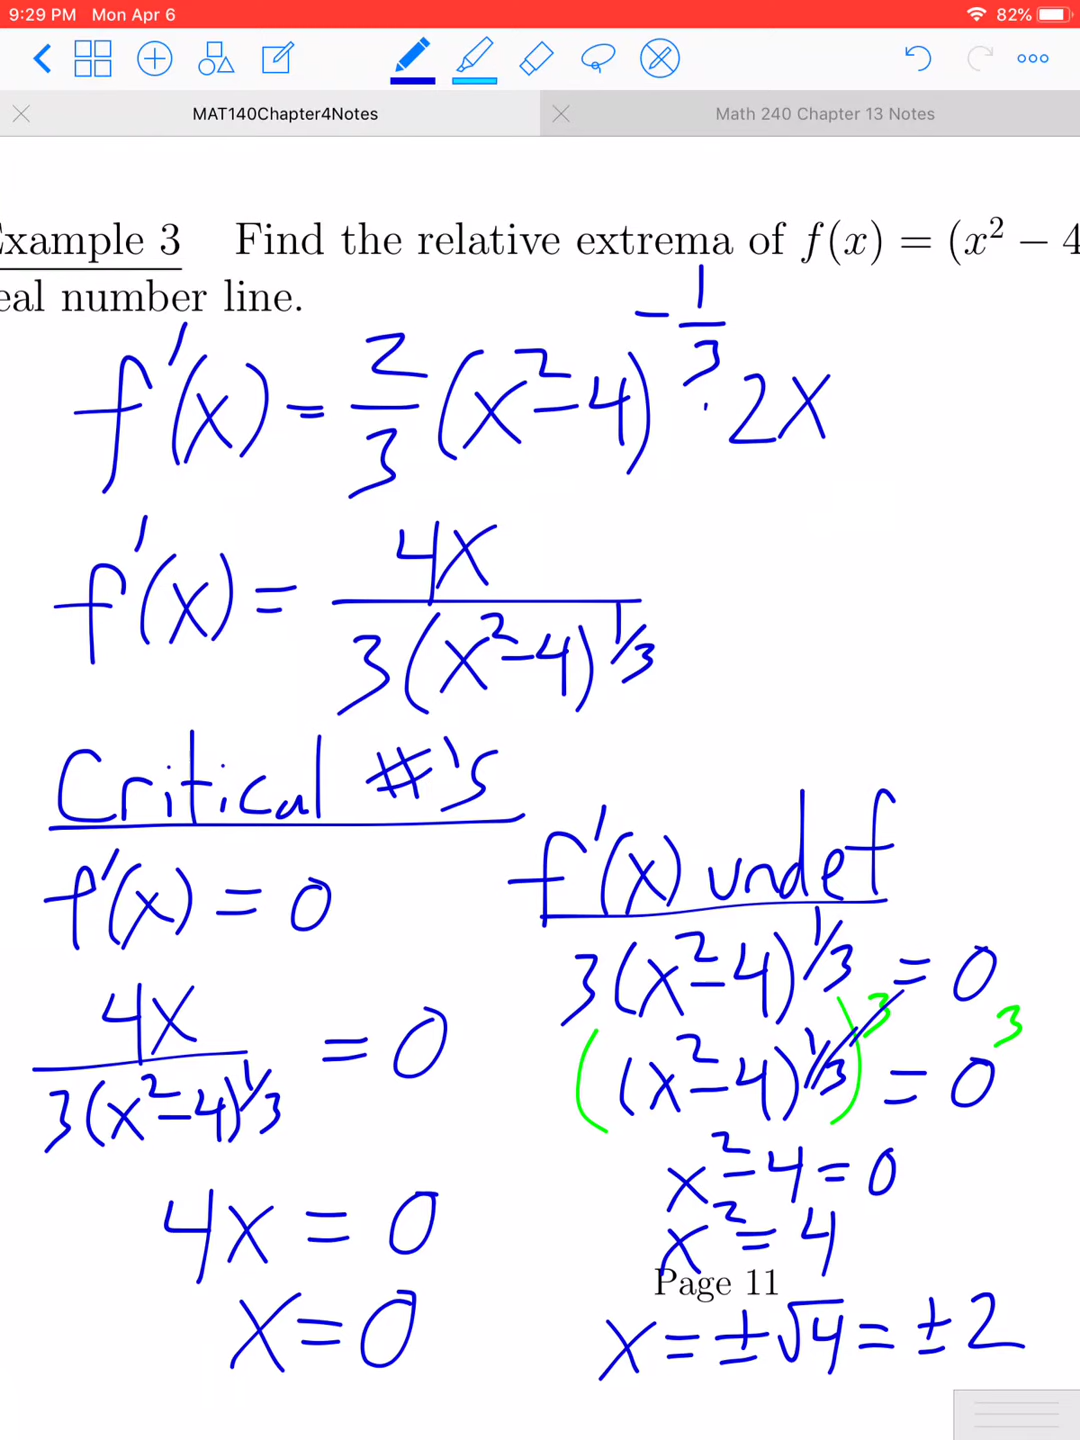 9:29 PM Mon Apr 6 82%
MAT140Chapter4Notes Math 240 Chapter 13 Notes
Example 3 Find the relative extrema of f(x) = (x² − 4
eal number line.
f'(x) = 2/3 (x²-4)^(-1/3) · 2x
f'(x) = 4x / 3(x²-4)^(1/3)
Critical #'s
f'(x) = 0
4x / 3(x²-4)^(1/3) = 0
4x = 0
x = 0
f'(x) undef
3(x²-4)^(1/3) = 0
((x²-4)^(1/3))³ = 0³
x²-4 = 0
x² = 4
x = ±√4 = ±2
Page 11